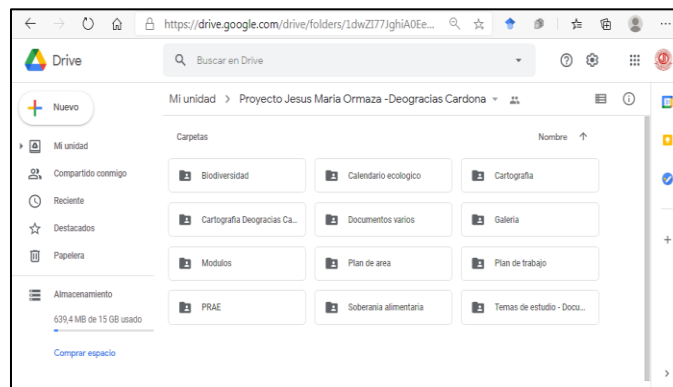 https://drive.google.com/drive/folders/1dwZI77JghiA0Ee...
Drive
Buscar en Drive
Nuevo
Mi unidad > Proyecto Jesus Maria Ormaza -Deogracias Cardona
Carpetas Nombre
Mi unidad
Compartido conmigo
Reciente
Destacados
Papelera
Almacenamiento
639,4 MB de 15 GB usado
Comprar espacio
Biodiversidad Calendario ecologico Cartografia
Cartografia Deogracias Ca... Documentos varios Galeria
Modulos Plan de area Plan de trabajo
PRAE Soberania alimentaria Temas de estudio - Docu...